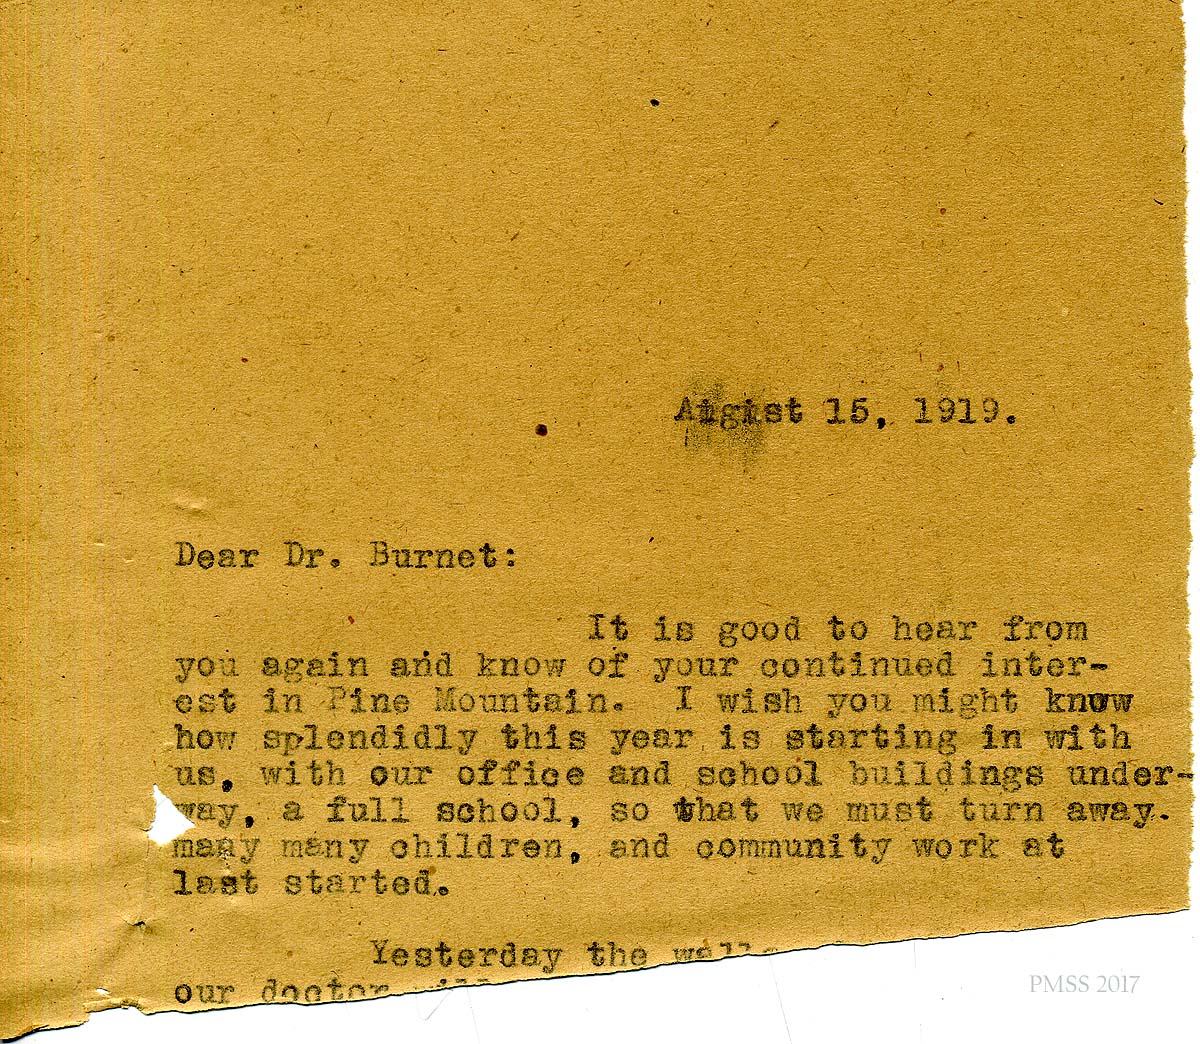 August 15, 1919.
Dear Dr. Burnet:
It is good to hear from
you again and know of your continued inter-
est in Pine Mountain. I wish you might know
how splendidly this year is starting in with
us, with our office and school buildings under-
way, a full school, so that we must turn away.
many many children, and community work at
last started.
Yesterday the walls
our doctor will
PMSS 2017